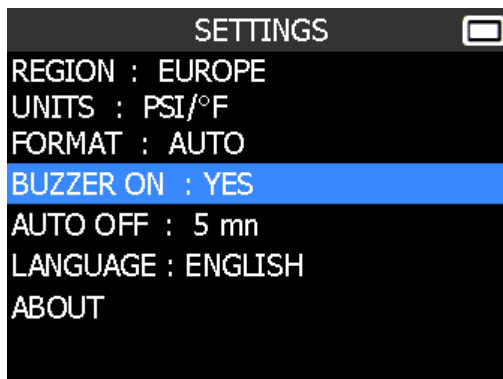 SETTINGS
REGION : EUROPE
UNITS : PSI/°F
FORMAT : AUTO
BUZZER ON : YES
AUTO OFF : 5 mn
LANGUAGE : ENGLISH
ABOUT